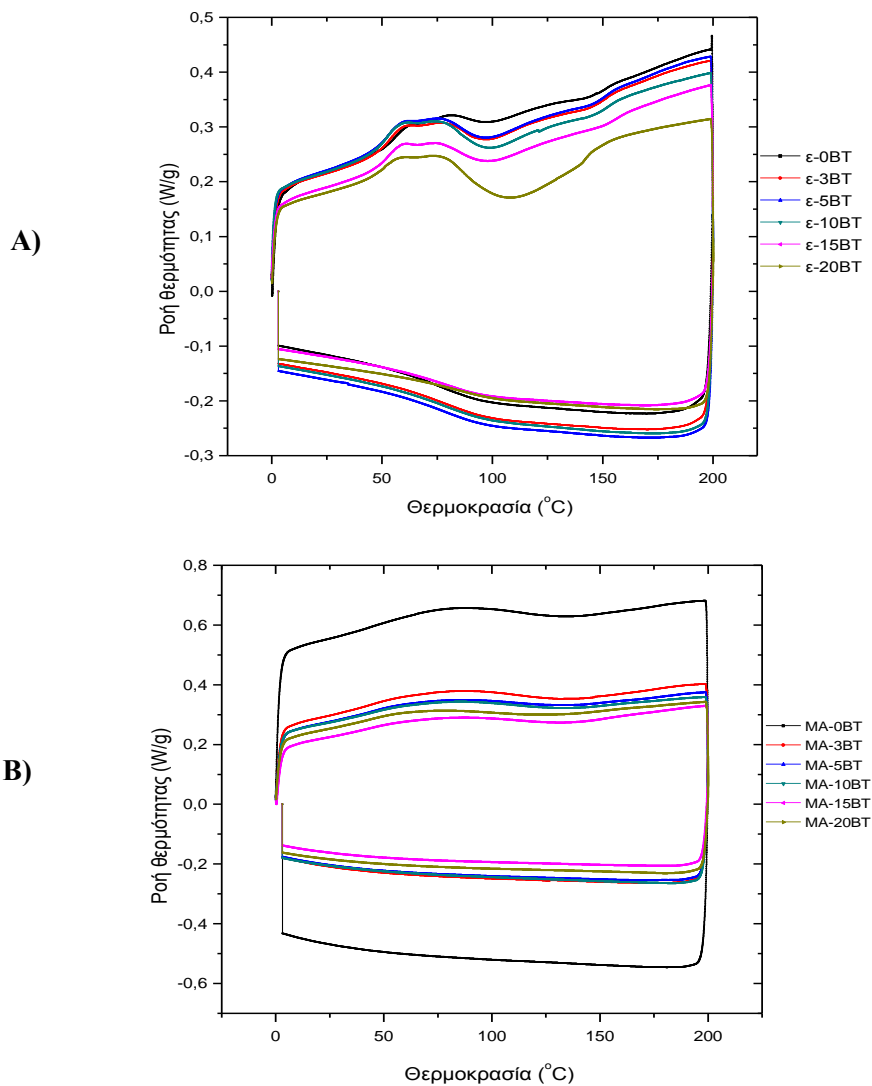 A)
Ροή θερμότητας (W/g)
0,5
0,4
0,3
0,2
0,1
0,0
-0,1
-0,2
-0,3
0 50 100 150 200
Θερμοκρασία (°C)
ε-0BT
ε-3BT
ε-5BT
ε-10BT
ε-15BT
ε-20BT
B)
Ροή θερμότητας (W/g)
0,8
0,6
0,4
0,2
0,0
-0,2
-0,4
-0,6
0 50 100 150 200
Θερμοκρασία (°C)
MA-0BT
MA-3BT
MA-5BT
MA-10BT
MA-15BT
MA-20BT